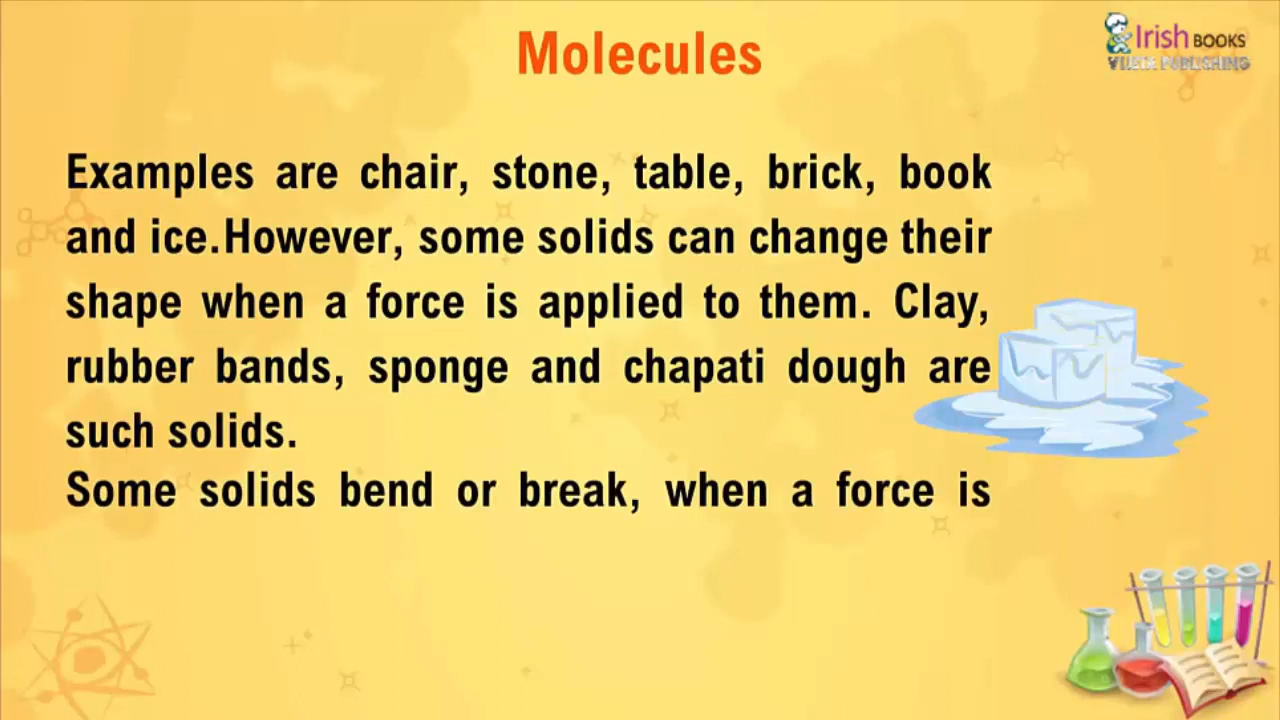 Molecules
Irish BOOKS
VIJETA PUBLISHING
Examples are chair, stone, table, brick, book
and ice.However, some solids can change their
shape when a force is applied to them. Clay,
rubber bands, sponge and chapati dough are
such solids.
Some solids bend or break, when a force is